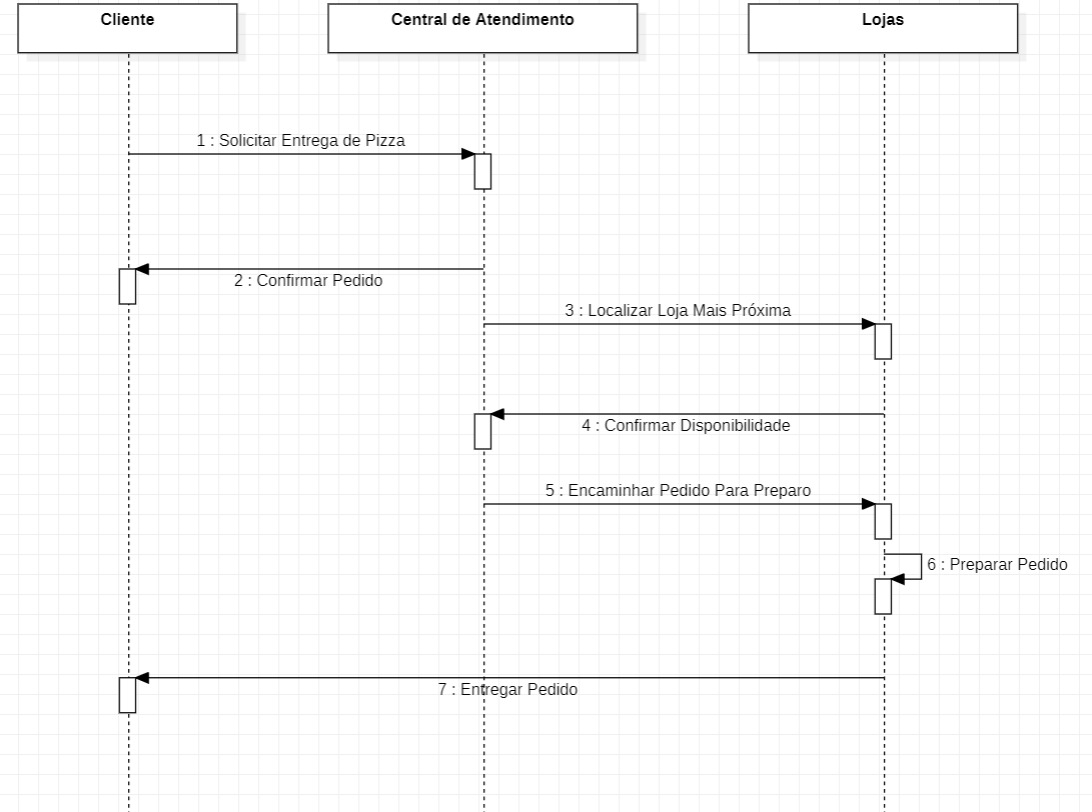 Cliente
Central de Atendimento
Lojas
1 : Solicitar Entrega de Pizza
2 : Confirmar Pedido
3 : Localizar Loja Mais Próxima
4 : Confirmar Disponibilidade
5 : Encaminhar Pedido Para Preparo
6 : Preparar Pedido
7 : Entregar Pedido